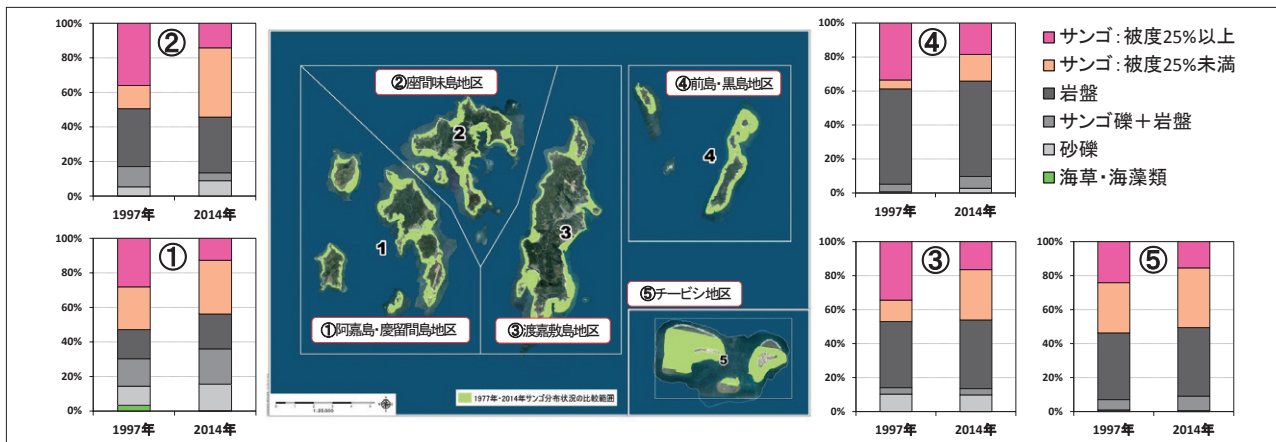 ②
100%
80%
60%
40%
20%
0%
1997年
2014年
①
100%
80%
60%
40%
20%
0%
1997年
2014年
②座間味島地区
④前島・黒島地区
2
4
1
3
⑤チービシ地区
①阿嘉島・慶留間島地区
③渡嘉敷島地区
5
1977年・2014年サンゴ分布状況の比較範囲
④
100%
80%
60%
40%
20%
0%
1997年
2014年
サンゴ：被度25%以上
サンゴ：被度25%未満
岩盤
サンゴ礫＋岩盤
砂礫
海草・海藻類
③
100%
80%
60%
40%
20%
0%
1997年
2014年
⑤
100%
80%
60%
40%
20%
0%
1997年
2014年